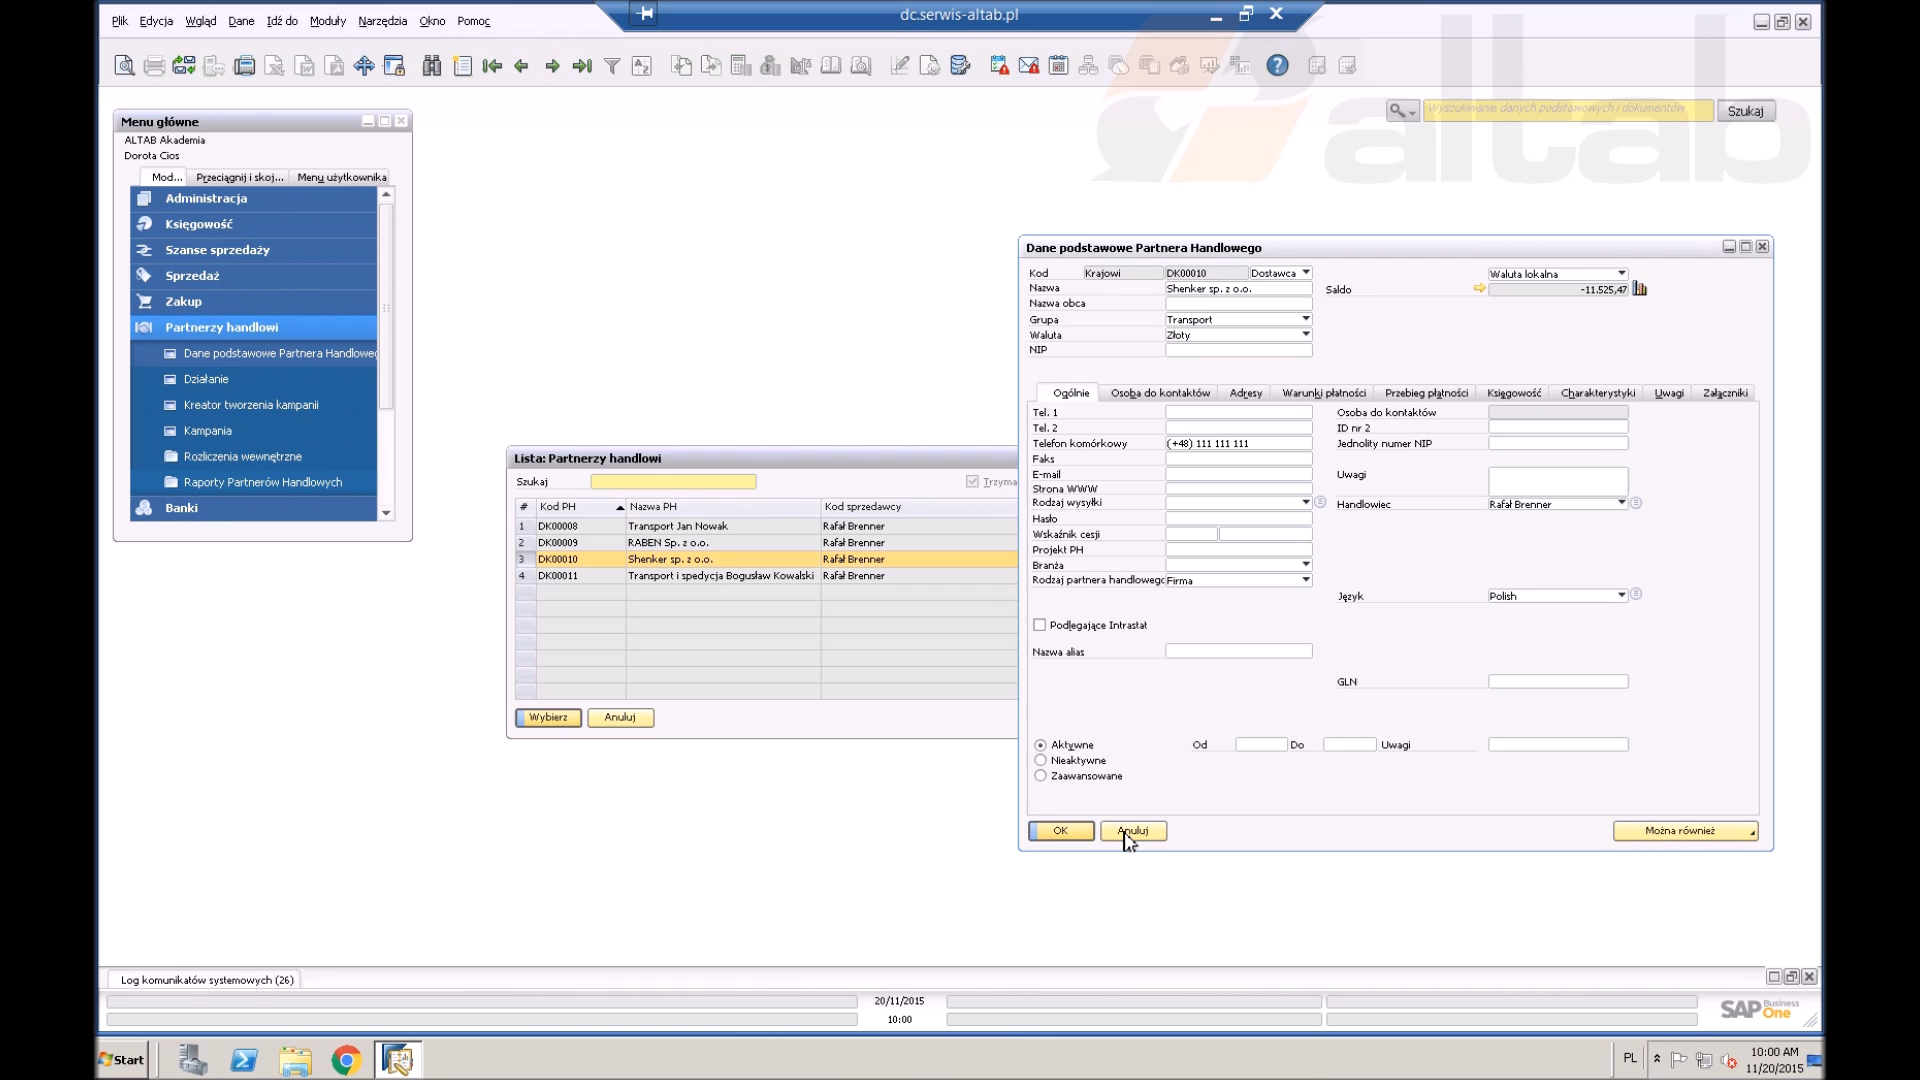 dc.serwis-altab.pl
Plik Edycja Wgląd Dane Idź do Moduły Narzędzia Okno Pomoc
altab
Wyszukiwanie danych podstawowych i dokumentów Szukaj
Menu główne
ALTAB Akademia
Dorota Cios
Mod... Przeciągnij i skoj... Menu użytkownika
Administracja
Księgowość
Szanse sprzedaży
Sprzedaż
Zakup
Partnerzy handlowi
Dane podstawowe Partnera Handloweg
Działanie
Kreator tworzenia kampanii
Kampania
Rozliczenia wewnętrzne
Raporty Partnerów Handlowych
Banki
Lista: Partnerzy handlowi
Szukaj Trzyma
# Kod PH Nazwa PH Kod sprzedawcy
1 DK00008 Transport Jan Nowak Rafał Brenner
2 DK00009 RABEN Sp. z o.o. Rafał Brenner
3 DK00010 Shenker sp. z o.o. Rafał Brenner
4 DK00011 Transport i spedycja Bogusław Kowalski Rafał Brenner
Wybierz Anuluj
Dane podstawowe Partnera Handlowego
Kod Krajowi DK00010 Dostawca Waluta lokalna
Nazwa Shenker sp. z o.o. Saldo -11.525,47
Nazwa obca
Grupa Transport
Waluta Złoty
NIP
Ogólnie Osoba do kontaktów Adresy Warunki płatności Przebieg płatności Księgowość Charakterystyki Uwagi Załączniki
Tel. 1 Osoba do kontaktów
Tel. 2 ID nr 2
Telefon komórkowy (+48) 111 111 111 Jednolity numer NIP
Faks
E-mail Uwagi
Strona WWW
Rodzaj wysyłki Handlowiec Rafał Brenner
Hasło
Wskaźnik cesji
Projekt PH
Branża
Rodzaj partnera handlowego Firma
Język Polish
Podlegające Intrastat
Nazwa alias
GLN
Aktywne Od Do Uwagi
Nieaktywne
Zaawansowane
OK Anuluj Można również
Log komunikatów systemowych (26)
20/11/2015
10:00
SAP Business One
Start PL 10:00 AM
11/20/2015